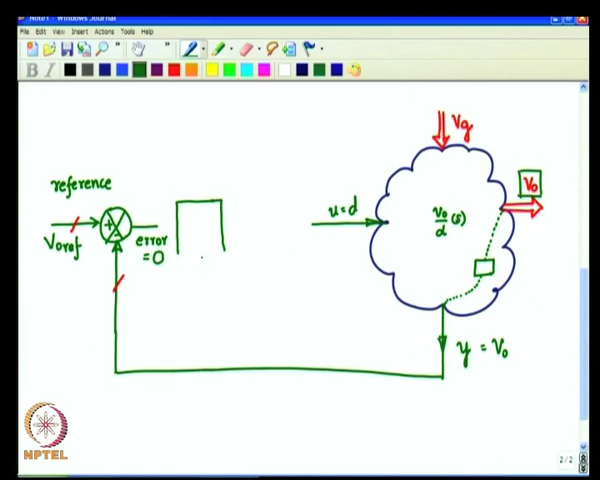 Note1 - Windows Journal
File Edit View Insert Actions Tools Help
B I
Vg
reference
Vo
u=d
Vo/d (s)
Voref
+
-
error
=0
y = Vo
NPTEL
2/2